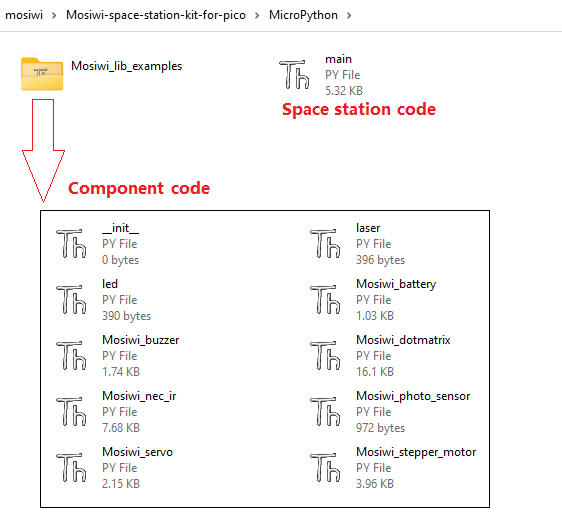 mosiwi > Mosiwi-space-station-kit-for-pico > MicroPython >
Mosiwi_lib_examples
main
PY File
5.32 KB
Space station code
Component code
__init__
PY File
0 bytes
laser
PY File
396 bytes
led
PY File
390 bytes
Mosiwi_battery
PY File
1.03 KB
Mosiwi_buzzer
PY File
1.74 KB
Mosiwi_dotmatrix
PY File
16.1 KB
Mosiwi_nec_ir
PY File
7.68 KB
Mosiwi_photo_sensor
PY File
972 bytes
Mosiwi_servo
PY File
2.15 KB
Mosiwi_stepper_motor
PY File
3.96 KB